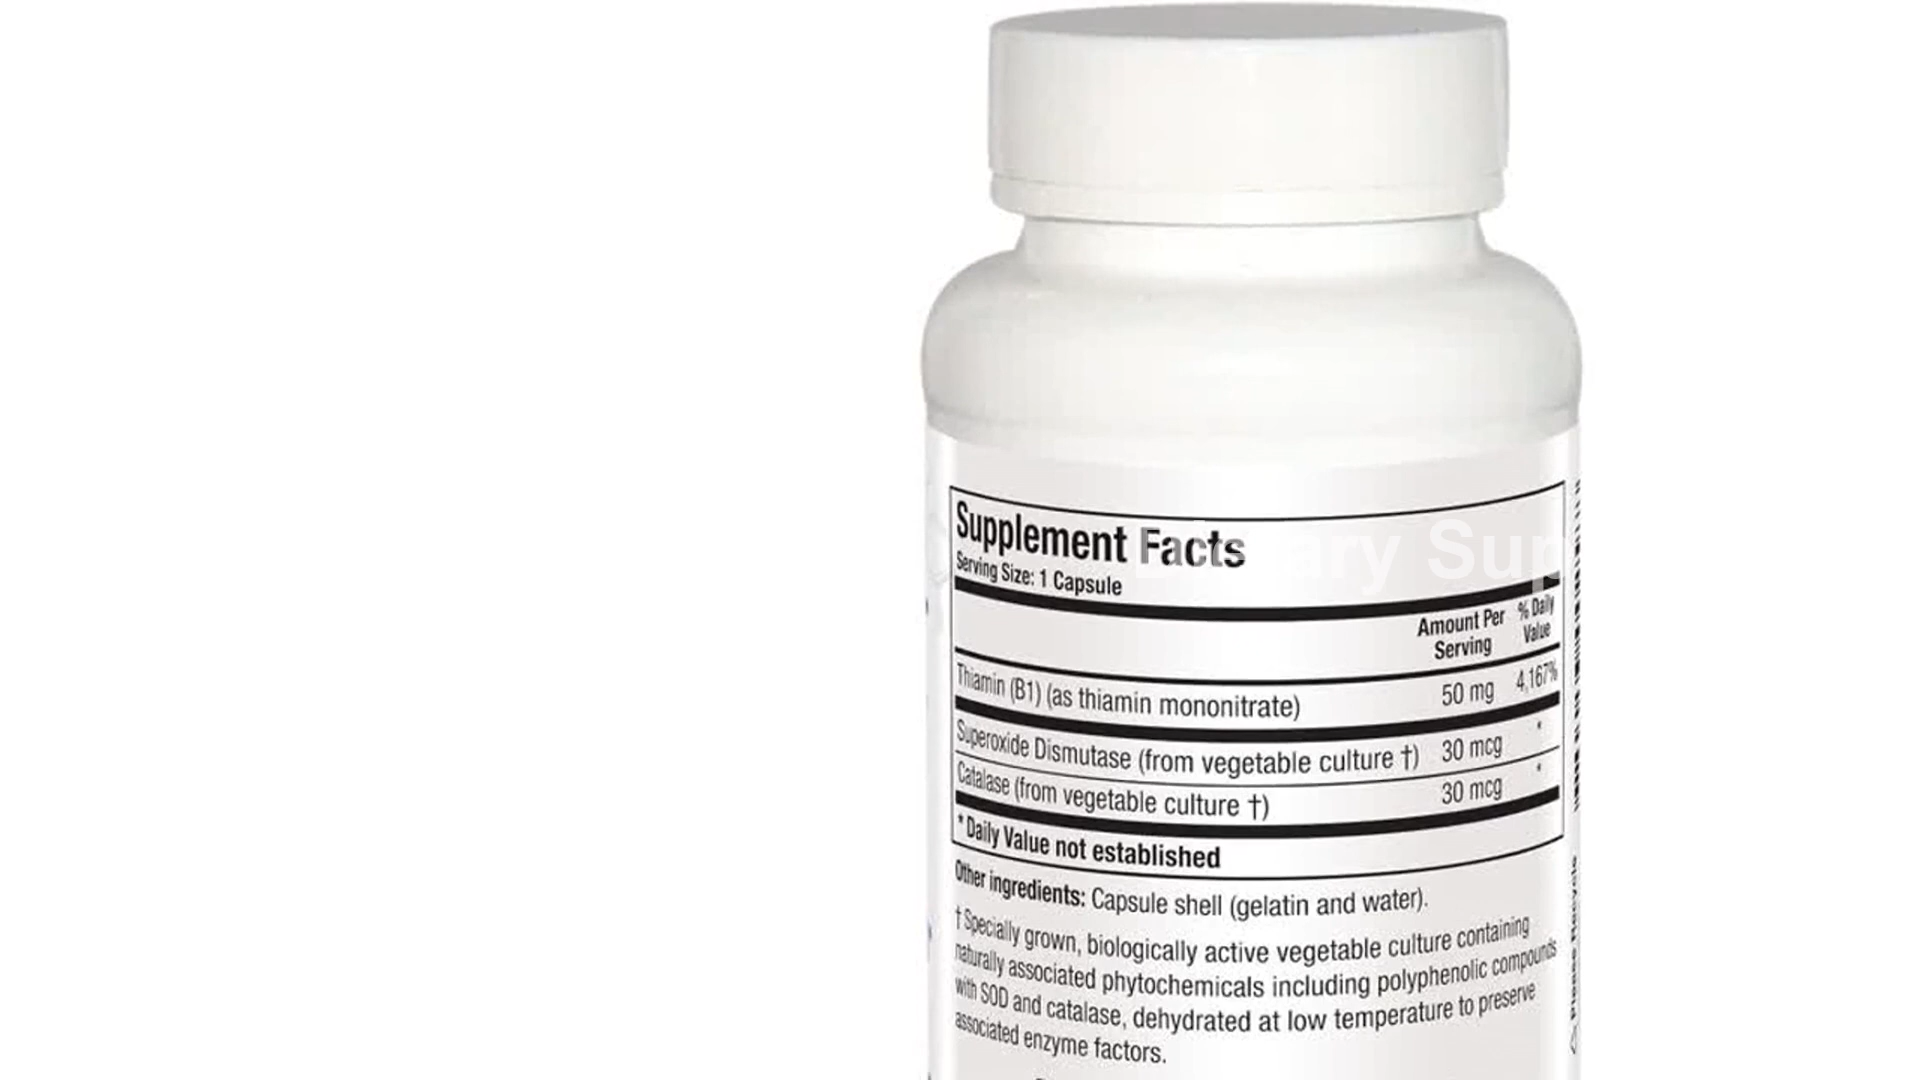 Supplement Facts
Serving Size: 1 Capsule
Amount Per Serving
% Daily Value
Thiamin (B1) (as thiamin mononitrate) 50 mg 4,167%
Superoxide Dismutase (from vegetable culture †) 30 mcg *
Catalase (from vegetable culture †) 30 mcg *
* Daily Value not established
Other ingredients: Capsule shell (gelatin and water).
† Specially grown, biologically active vegetable culture containing
naturally associated phytochemicals including polyphenolic compounds
with SOD and catalase, dehydrated at low temperature to preserve
associated enzyme factors.
Please Recycle